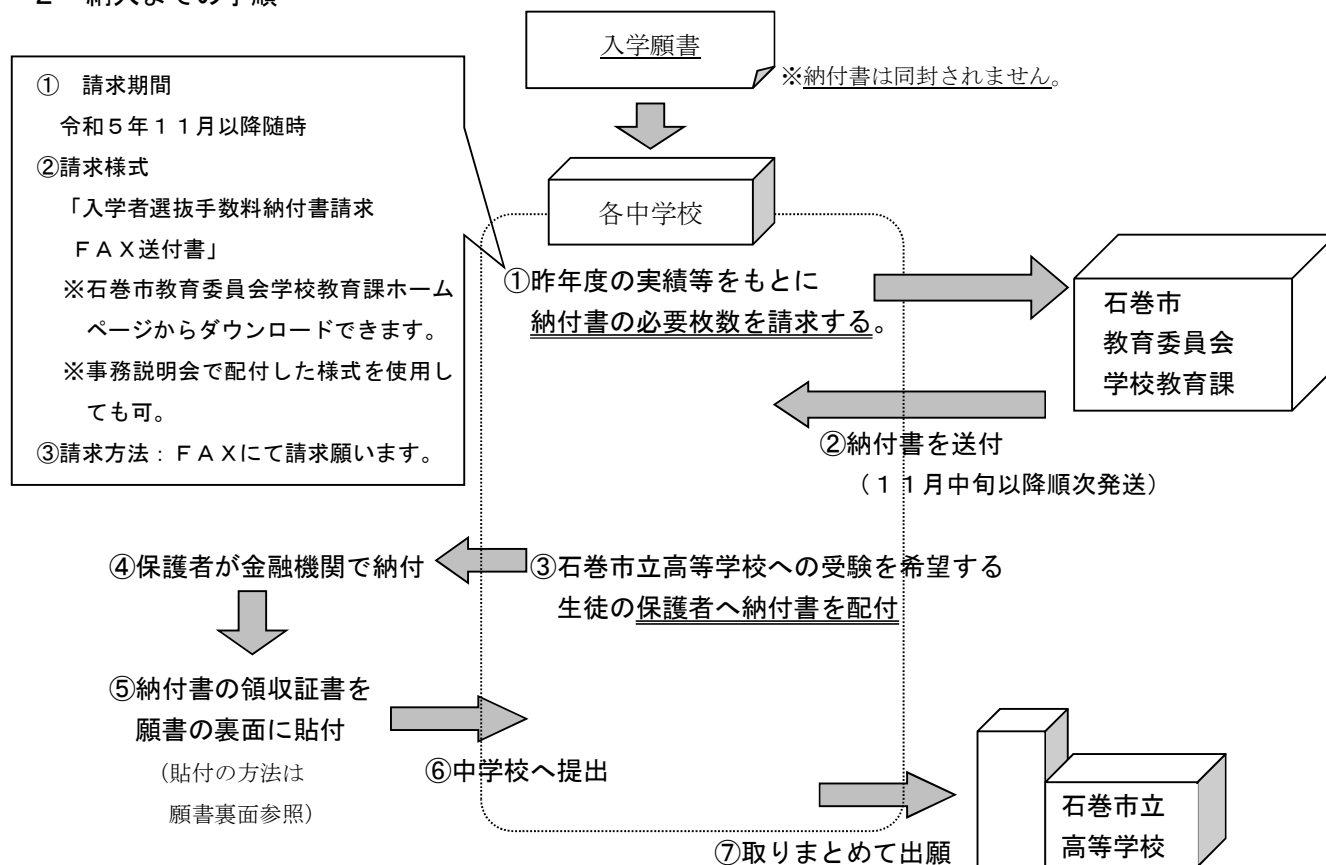 2　納入までの手順
入学願書
※納付書は同封されません。
①　請求期間
令和５年１１月以降随時
②請求様式
「入学者選抜手数料納付書請求
ＦＡＸ送付書」
※石巻市教育委員会学校教育課ホーム
ページからダウンロードできます。
※事務説明会で配付した様式を使用し
ても可。
③請求方法：ＦＡＸにて請求願います。
各中学校
①昨年度の実績等をもとに
納付書の必要枚数を請求する。
石巻市
教育委員会
学校教育課
②納付書を送付
（１１月中旬以降順次発送）
③石巻市立高等学校への受験を希望する
生徒の保護者へ納付書を配付
④保護者が金融機関で納付
⑤納付書の領収証書を
願書の裏面に貼付
（貼付の方法は
願書裏面参照）
⑥中学校へ提出
⑦取りまとめて出願
石巻市立
高等学校